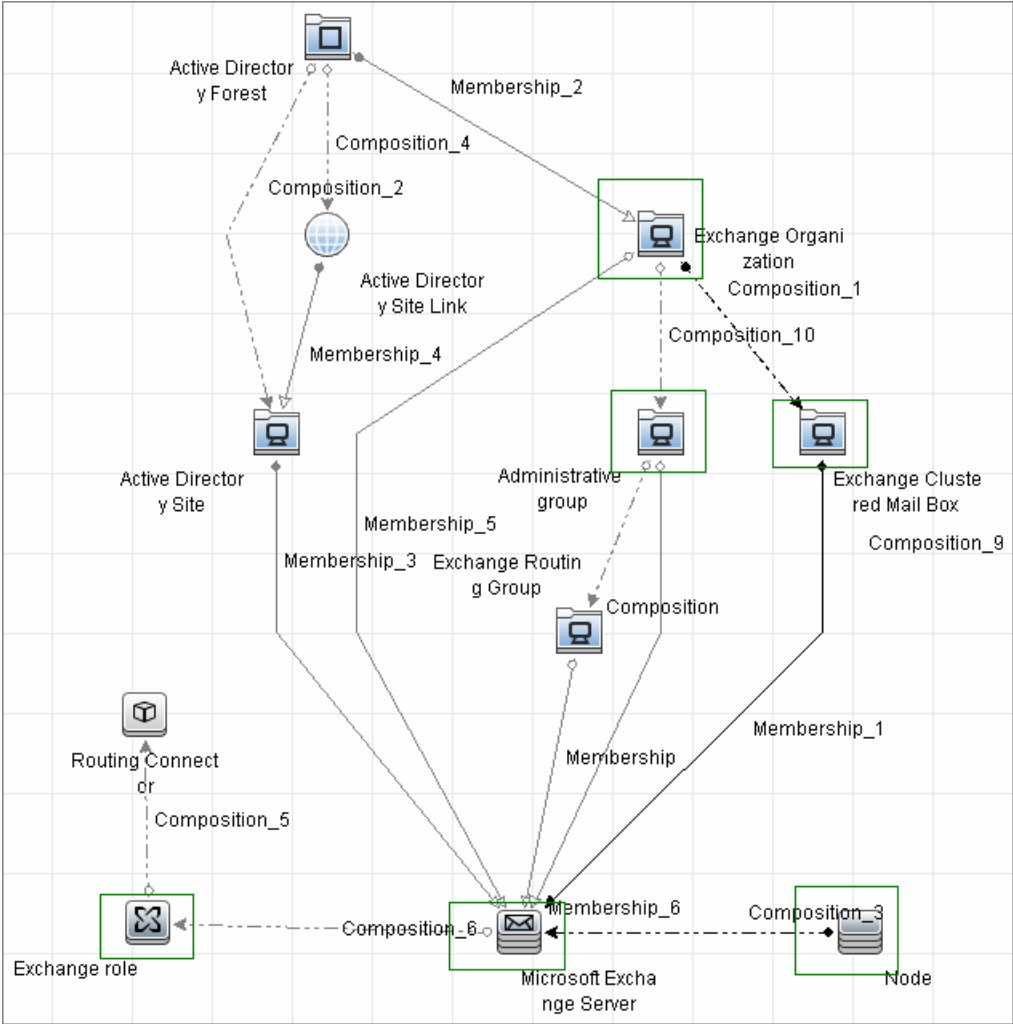 Active Director
y Forest
Membership_2
Composition_4
Composition_2
Exchange Organi
zation
Active Director
y Site Link
Composition_1
Composition_10
Membership_4
Active Director
y Site
Administrative
group
Exchange Cluste
red Mail Box
Membership_5
Composition_9
Membership_3
Exchange Routin
g Group
Composition
Membership_1
Membership
Routing Connect
or
Composition_5
Membership_6
Composition_3
Composition_6
Exchange role
Microsoft Excha
nge Server
Node